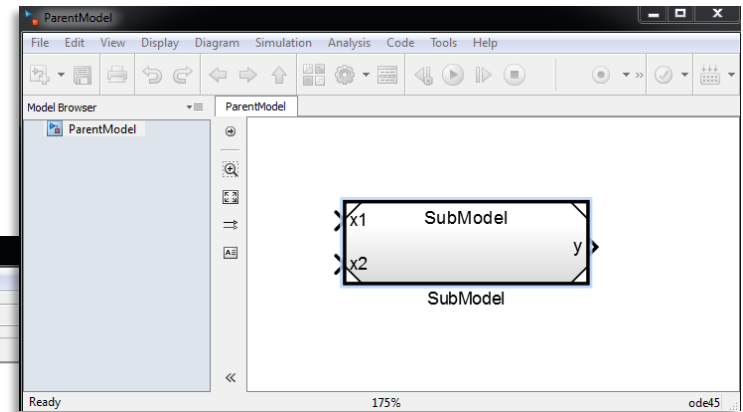 ParentModel
File Edit View Display Diagram Simulation Analysis Code Tools Help
Model Browser
ParentModel
ParentModel
x1
SubModel
y
x2
SubModel
Ready 175% ode45